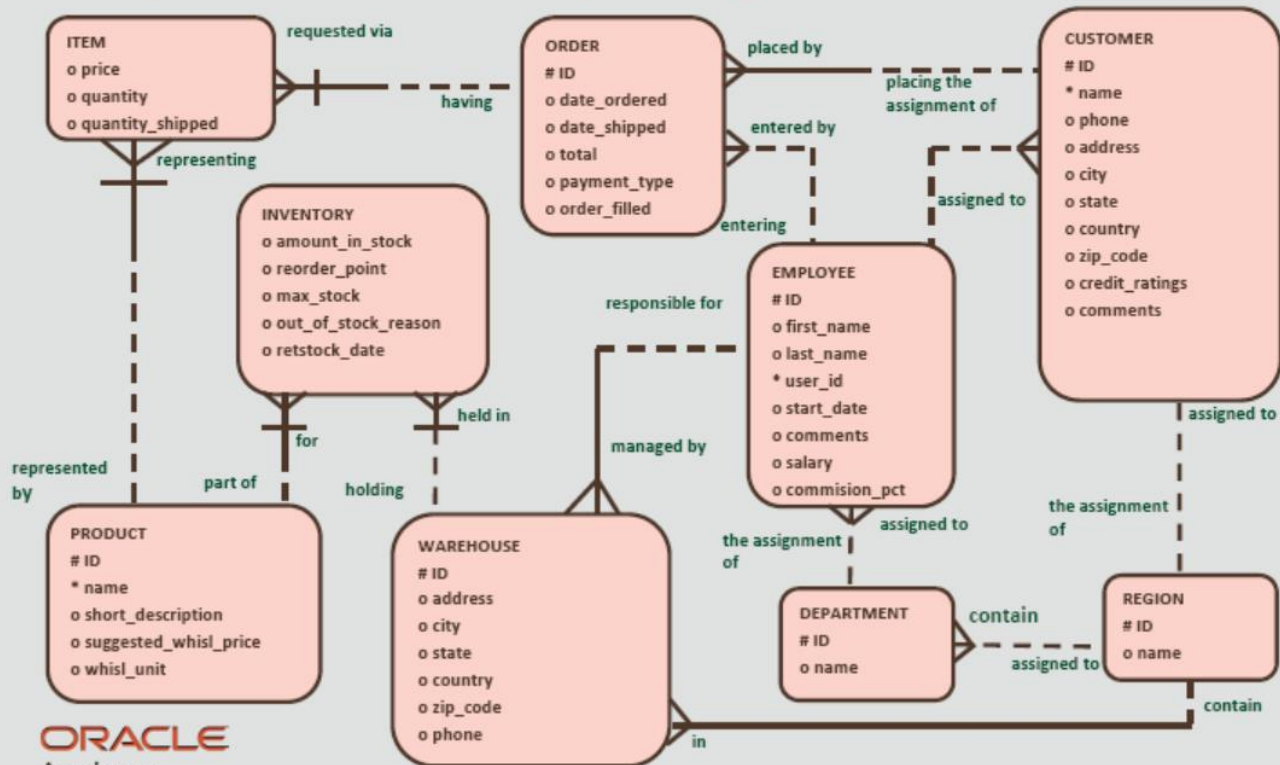 ITEM
o price
o quantity
o quantity_shipped
requested via
having
ORDER
# ID
o date_ordered
o date_shipped
o total
o payment_type
o order_filled
placed by
placing the
assignment of
entered by
entering
CUSTOMER
# ID
* name
o phone
o address
o city
o state
o country
o zip_code
o credit_ratings
o comments
assigned to
representing
INVENTORY
o amount_in_stock
o reorder_point
o max_stock
o out_of_stock_reason
o retstock_date
responsible for
EMPLOYEE
# ID
o first_name
o last_name
* user_id
o start_date
o comments
o salary
o commision_pct
held in
for
managed by
assigned to
represented
by
part of
holding
the assignment
of
assigned to
the assignment
of
PRODUCT
# ID
* name
o short_description
o suggested_whisl_price
o whisl_unit
WAREHOUSE
# ID
o address
o city
o state
o country
o zip_code
o phone
DEPARTMENT
# ID
o name
contain
assigned to
REGION
# ID
o name
contain
in
ORACLE